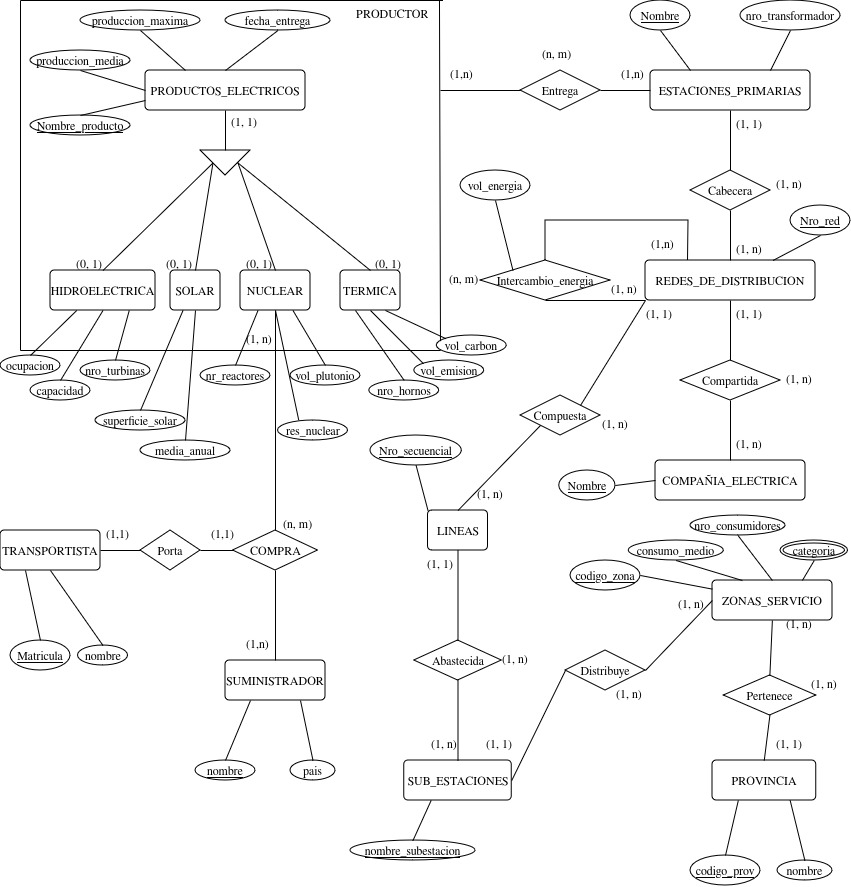 PRODUCTOR
produccion_maxima
fecha_entrega
produccion_media
PRODUCTOS_ELECTRICOS
Nombre_producto
(1, 1)
(0, 1)
(0, 1)
(0, 1)
(0, 1)
HIDROELECTRICA
SOLAR
NUCLEAR
TERMICA
(1, n)
ocupacion
capacidad
nro_turbinas
superficie_solar
media_anual
nr_reactores
res_nuclear
vol_plutonio
nro_hornos
vol_emision
vol_carbon
(1,n)
(n, m)
Entrega
(1,n)
Nombre
nro_transformador
ESTACIONES_PRIMARIAS
(1, 1)
Cabecera
(1, n)
(1, n)
Nro_red
vol_energia
(1,n)
(n, m)
Intercambio_energia
(1, n)
REDES_DE_DISTRIBUCION
(1, 1)
(1, 1)
Compartida
(1, n)
(1, n)
Nombre
COMPAÑIA_ELECTRICA
Compuesta
(1, n)
Nro_secuencial
(1, n)
LINEAS
(1, 1)
TRANSPORTISTA
(1,1)
Porta
(1,1)
(n, m)
COMPRA
Matricula
nombre
(1,n)
SUMINISTRADOR
nombre
pais
Abastecida
(1, n)
(1, n)
(1, 1)
SUB_ESTACIONES
nombre_subestacion
Distribuye
(1, n)
(1, n)
nro_consumidores
consumo_medio
categoria
codigo_zona
ZONAS_SERVICIO
(1, n)
Pertenece
(1, n)
(1, 1)
PROVINCIA
codigo_prov
nombre